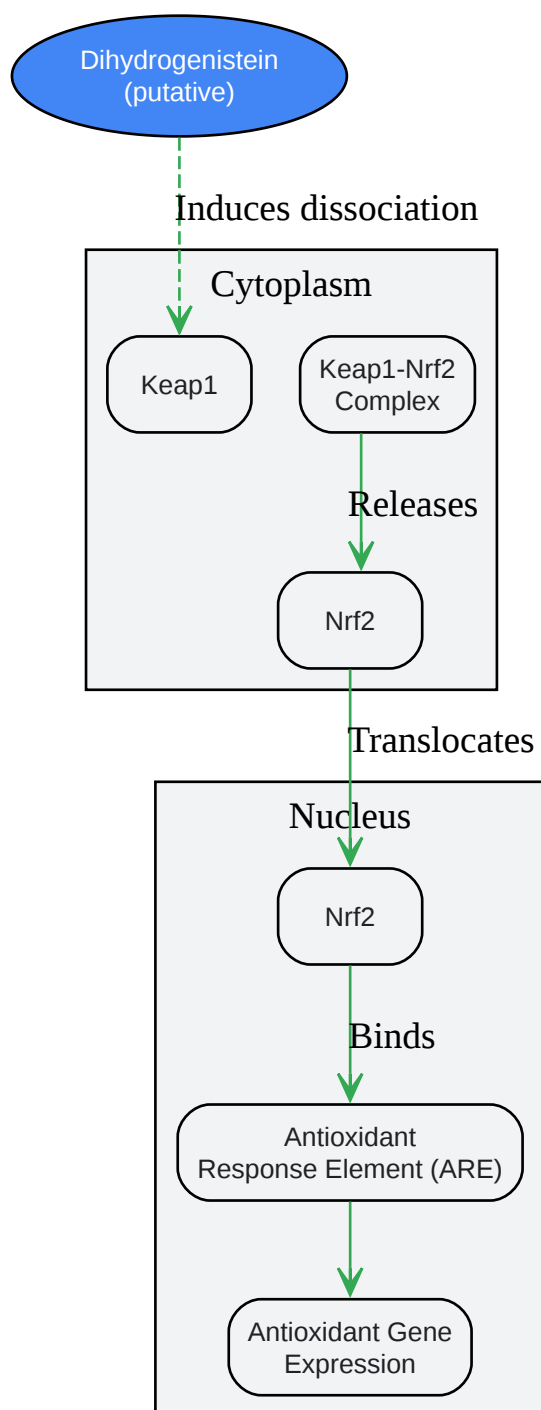 Dihydrogenistein
(putative)
Induces dissociation
Cytoplasm
Keap1
Keap1-Nrf2
Complex
Releases
Nrf2
Translocates
Nucleus
Nrf2
Binds
Antioxidant
Response Element (ARE)
Antioxidant Gene
Expression